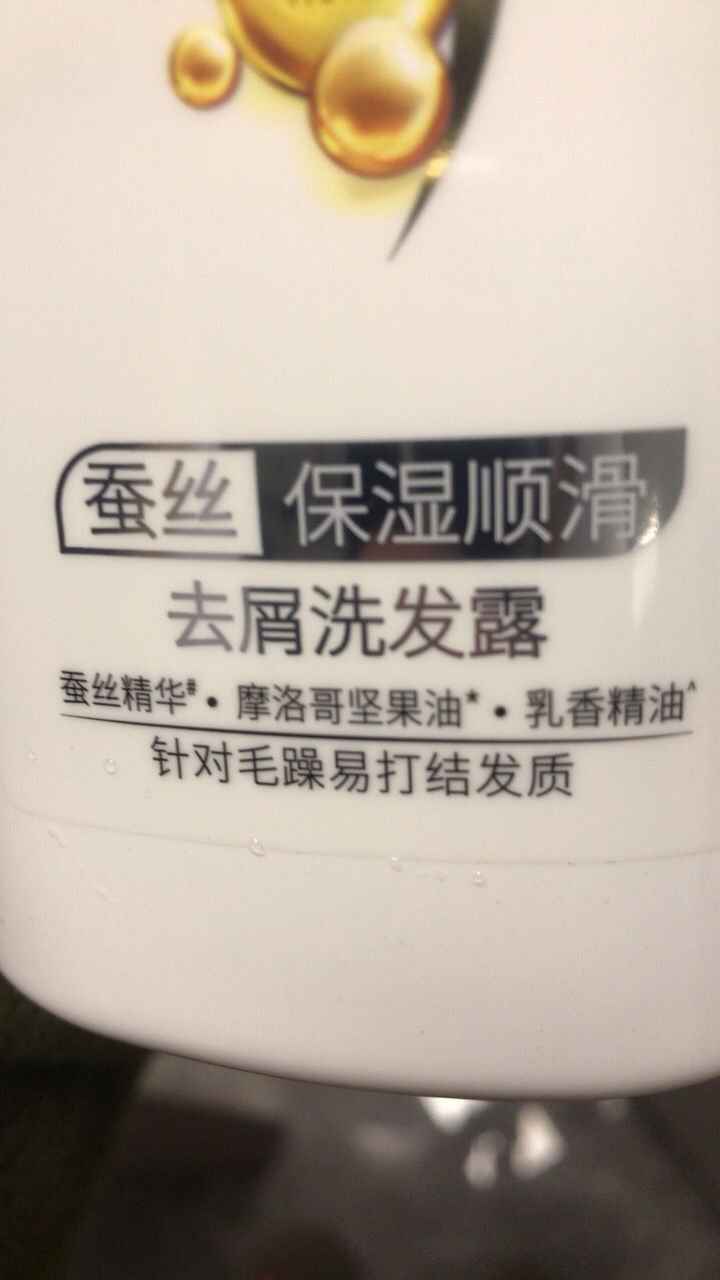 蚕丝 保湿顺滑
去屑洗发露
蚕丝精华#·摩洛哥坚果油*·乳香精油^
针对毛躁易打结发质